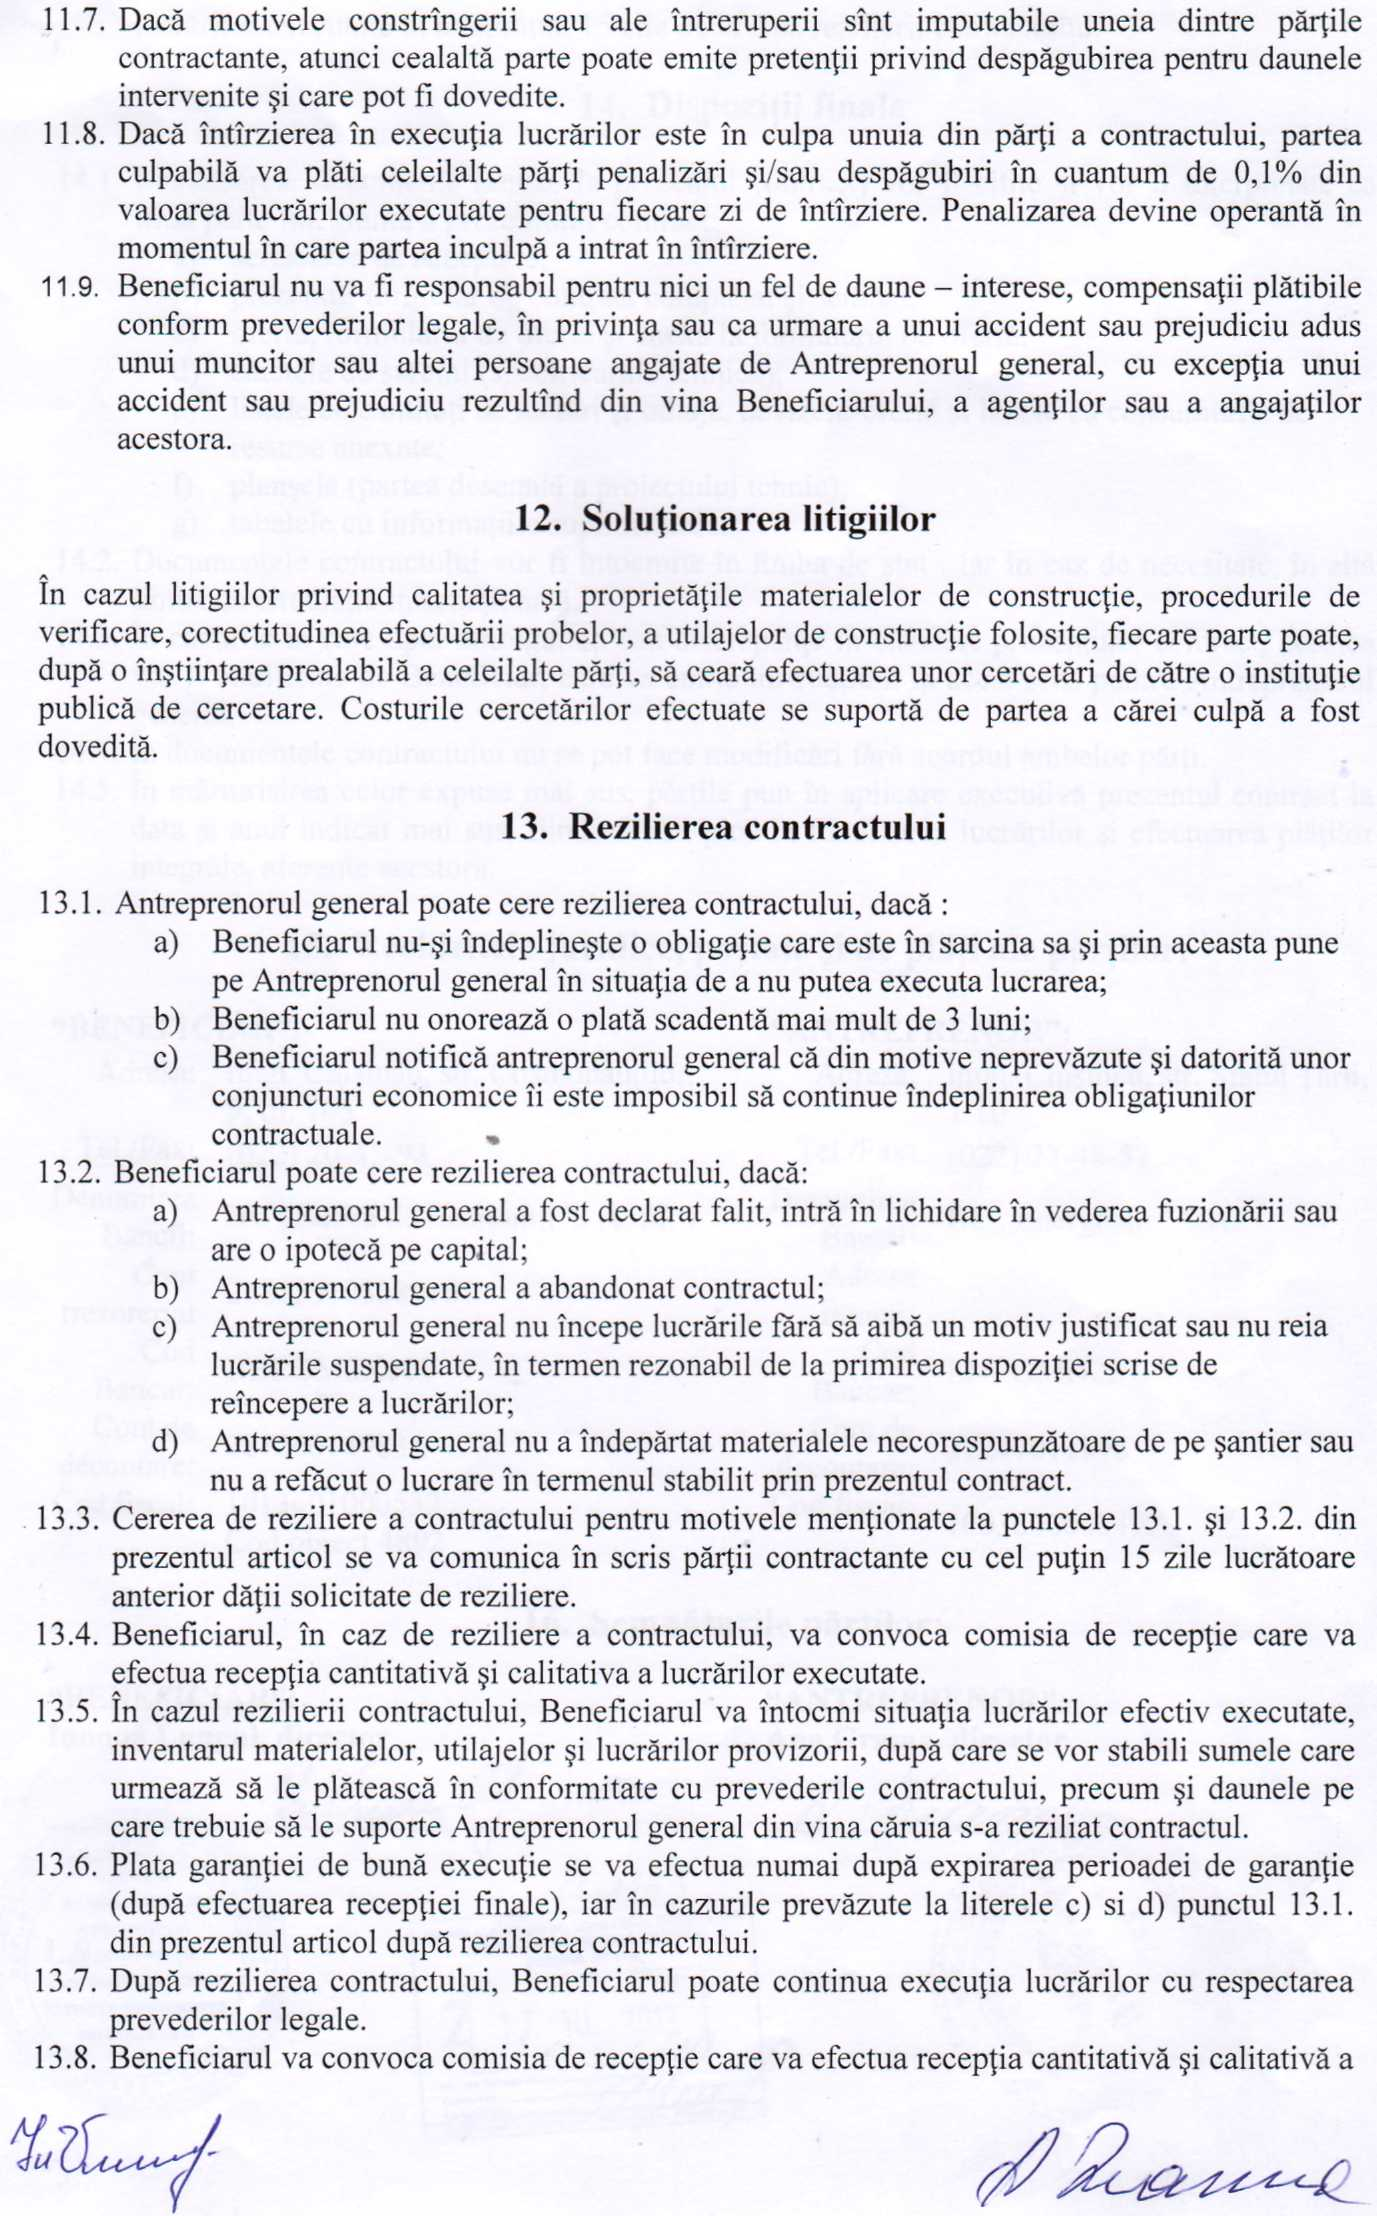 11.7. Dacă motivele constrîngerii sau ale întreruperii sînt imputabile uneia dintre părţile
contractante, atunci cealaltă parte poate emite pretenţii privind despăgubirea pentru daunele
intervenite şi care pot fi dovedite.
11.8. Dacă întîrzierea în execuţia lucrărilor este în culpa unuia din părţi a contractului, partea
culpabilă va plăti celeilalte părţi penalizări şi/sau despăgubiri în cuantum de 0,1% din
valoarea lucrărilor executate pentru fiecare zi de întîrziere. Penalizarea devine operantă în
momentul în care partea inculpă a intrat în întîrziere.
11.9. Beneficiarul nu va fi responsabil pentru nici un fel de daune – interese, compensaţii plătibile
conform prevederilor legale, în privinţa sau ca urmare a unui accident sau prejudiciu adus
unui muncitor sau altei persoane angajate de Antreprenorul general, cu excepţia unui
accident sau prejudiciu rezultînd din vina Beneficiarului, a agenţilor sau a angajaţilor
acestora.
12. Soluţionarea litigiilor
În cazul litigiilor privind calitatea şi proprietăţile materialelor de construcţie, procedurile de
verificare, corectitudinea efectuării probelor, a utilajelor de construcţie folosite, fiecare parte poate,
după o înştiinţare prealabilă a celeilalte părţi, să ceară efectuarea unor cercetări de către o instituţie
publică de cercetare. Costurile cercetărilor efectuate se suportă de partea a cărei culpă a fost
dovedită.
13. Rezilierea contractului
13.1. Antreprenorul general poate cere rezilierea contractului, dacă :
a) Beneficiarul nu-şi îndeplineşte o obligaţie care este în sarcina sa şi prin aceasta pune
pe Antreprenorul general în situaţia de a nu putea executa lucrarea;
b) Beneficiarul nu onorează o plată scadentă mai mult de 3 luni;
c) Beneficiarul notifică antreprenorul general că din motive neprevăzute şi datorită unor
conjuncturi economice îi este imposibil să continue îndeplinirea obligaţiunilor
contractuale.
13.2. Beneficiarul poate cere rezilierea contractului, dacă:
a) Antreprenorul general a fost declarat falit, intră în lichidare în vederea fuzionării sau
are o ipotecă pe capital;
b) Antreprenorul general a abandonat contractul;
c) Antreprenorul general nu începe lucrările fără să aibă un motiv justificat sau nu reia
lucrările suspendate, în termen rezonabil de la primirea dispoziţiei scrise de
reîncepere a lucrărilor;
d) Antreprenorul general nu a îndepărtat materialele necorespunzătoare de pe şantier sau
nu a refăcut o lucrare în termenul stabilit prin prezentul contract.
13.3. Cererea de reziliere a contractului pentru motivele menţionate la punctele 13.1. şi 13.2. din
prezentul articol se va comunica în scris părţii contractante cu cel puţin 15 zile lucrătoare
anterior dăţii solicitate de reziliere.
13.4. Beneficiarul, în caz de reziliere a contractului, va convoca comisia de recepţie care va
efectua recepţia cantitativă şi calitativa a lucrărilor executate.
13.5. În cazul rezilierii contractului, Beneficiarul va întocmi situaţia lucrărilor efectiv executate,
inventarul materialelor, utilajelor şi lucrărilor provizorii, după care se vor stabili sumele care
urmează să le plătească în conformitate cu prevederile contractului, precum şi daunele pe
care trebuie să le suporte Antreprenorul general din vina căruia s-a reziliat contractul.
13.6. Plata garanţiei de bună execuţie se va efectua numai după expirarea perioadei de garanţie
(după efectuarea recepţiei finale), iar în cazurile prevăzute la literele c) si d) punctul 13.1.
din prezentul articol după rezilierea contractului.
13.7. După rezilierea contractului, Beneficiarul poate continua execuţia lucrărilor cu respectarea
prevederilor legale.
13.8. Beneficiarul va convoca comisia de recepţie care va efectua recepţia cantitativă şi calitativă a